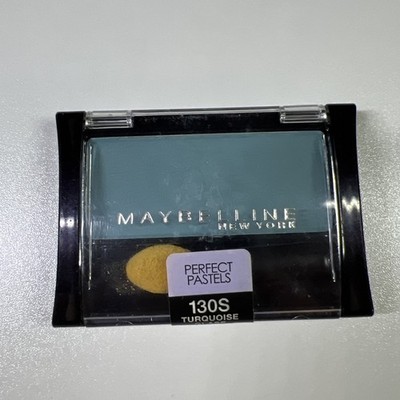 MAYBELLINE
NEW YORK
PERFECT
PASTELS
130S
TURQUOISE